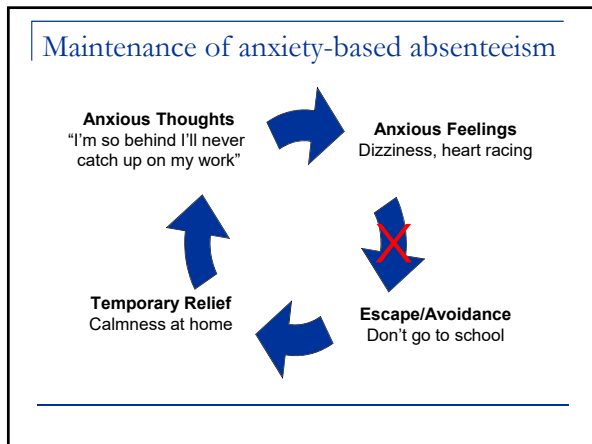 Maintenance of anxiety-based absenteeism
Anxious Thoughts
“I’m so behind I’ll never
catch up on my work”
Anxious Feelings
Dizziness, heart racing
X
Temporary Relief
Calmness at home
Escape/Avoidance
Don’t go to school